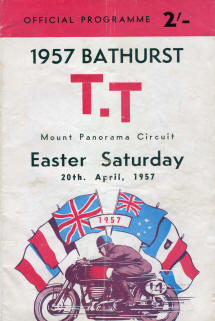 OFFICIAL PROGRAMME 2/-
1957 BATHURST
T.T
Mount Panorama Circuit
Easter Saturday
20th. April, 1957
1957
14